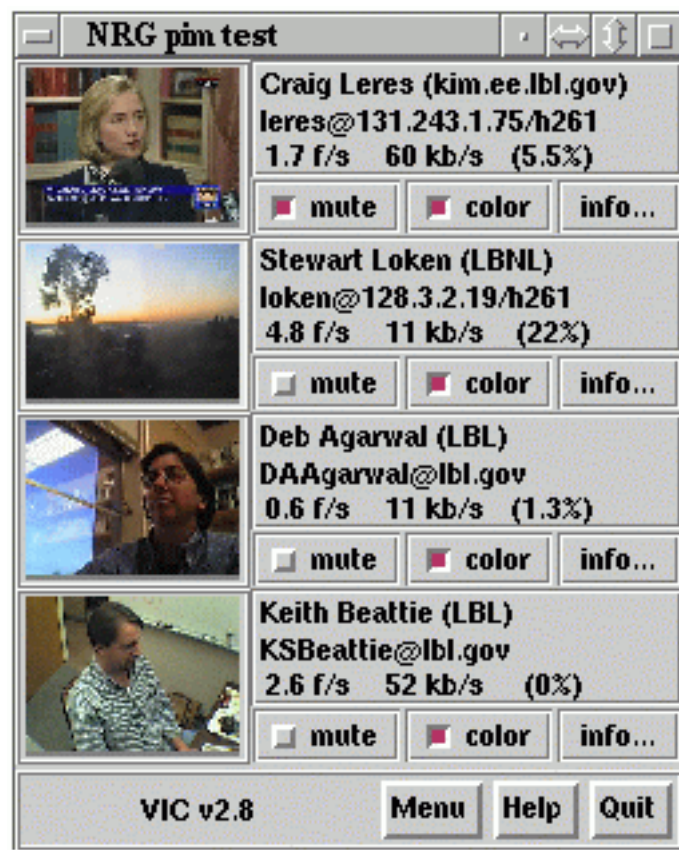 NRG pim test
Craig Leres (kim.ee.lbl.gov)
leres@131.243.1.75/h261
1.7 f/s 60 kb/s (5.5%)
mute color info...
Stewart Loken (LBNL)
loken@128.3.2.19/h261
4.8 f/s 11 kb/s (22%)
mute color info...
Deb Agarwal (LBL)
DAAgarwal@lbl.gov
0.6 f/s 11 kb/s (1.3%)
mute color info...
Keith Beattie (LBL)
KSBeattie@lbl.gov
2.6 f/s 52 kb/s (0%)
mute color info...
VIC v2.8 Menu Help Quit